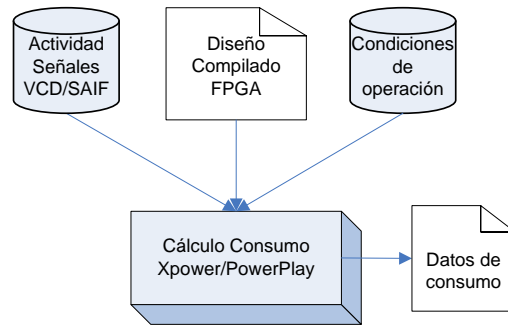 Actividad
Señales
VCD/SAIF
Diseño
Compilado
FPGA
Condiciones
de
operación
Cálculo Consumo
Xpower/PowerPlay
Datos de
consumo